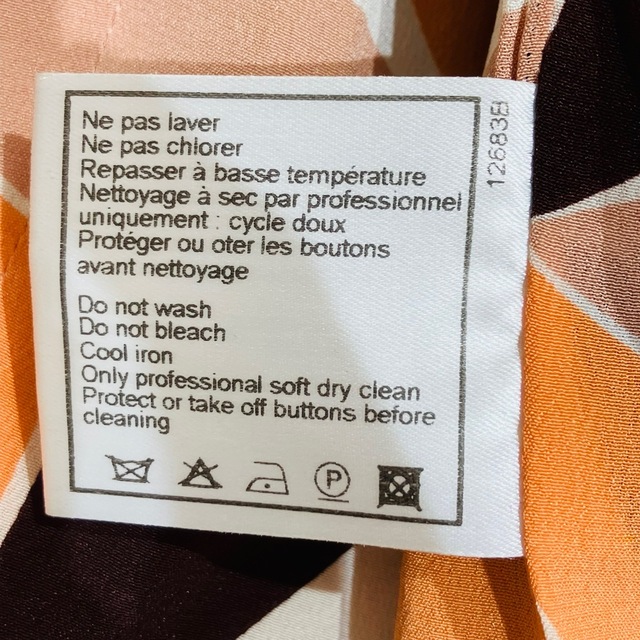 Ne pas laver
Ne pas chlorer
Repasser à basse température
Nettoyage à sec par professionnel
uniquement : cycle doux
Protéger ou oter les boutons
avant nettoyage
Do not wash
Do not bleach
Cool iron
Only professional soft dry clean
Protect or take off buttons before
cleaning
P
12683B